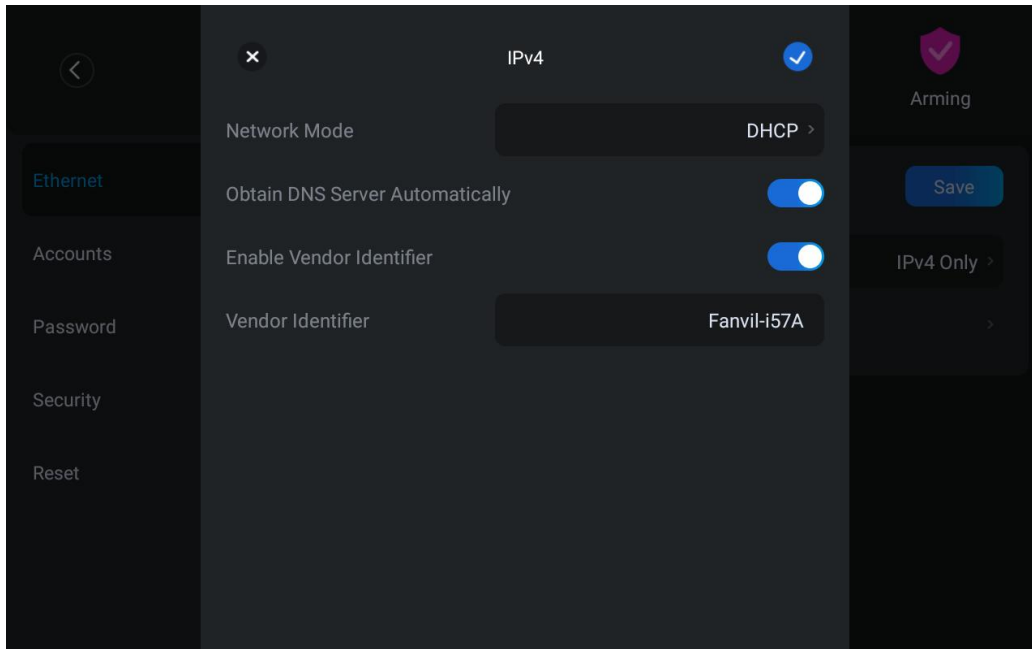 IPv4
Arming
Network Mode
DHCP
Ethernet
Obtain DNS Server Automatically
Save
Accounts
Enable Vendor Identifier
IPv4 Only
Password
Vendor Identifier
Fanvil-i57A
Security
Reset